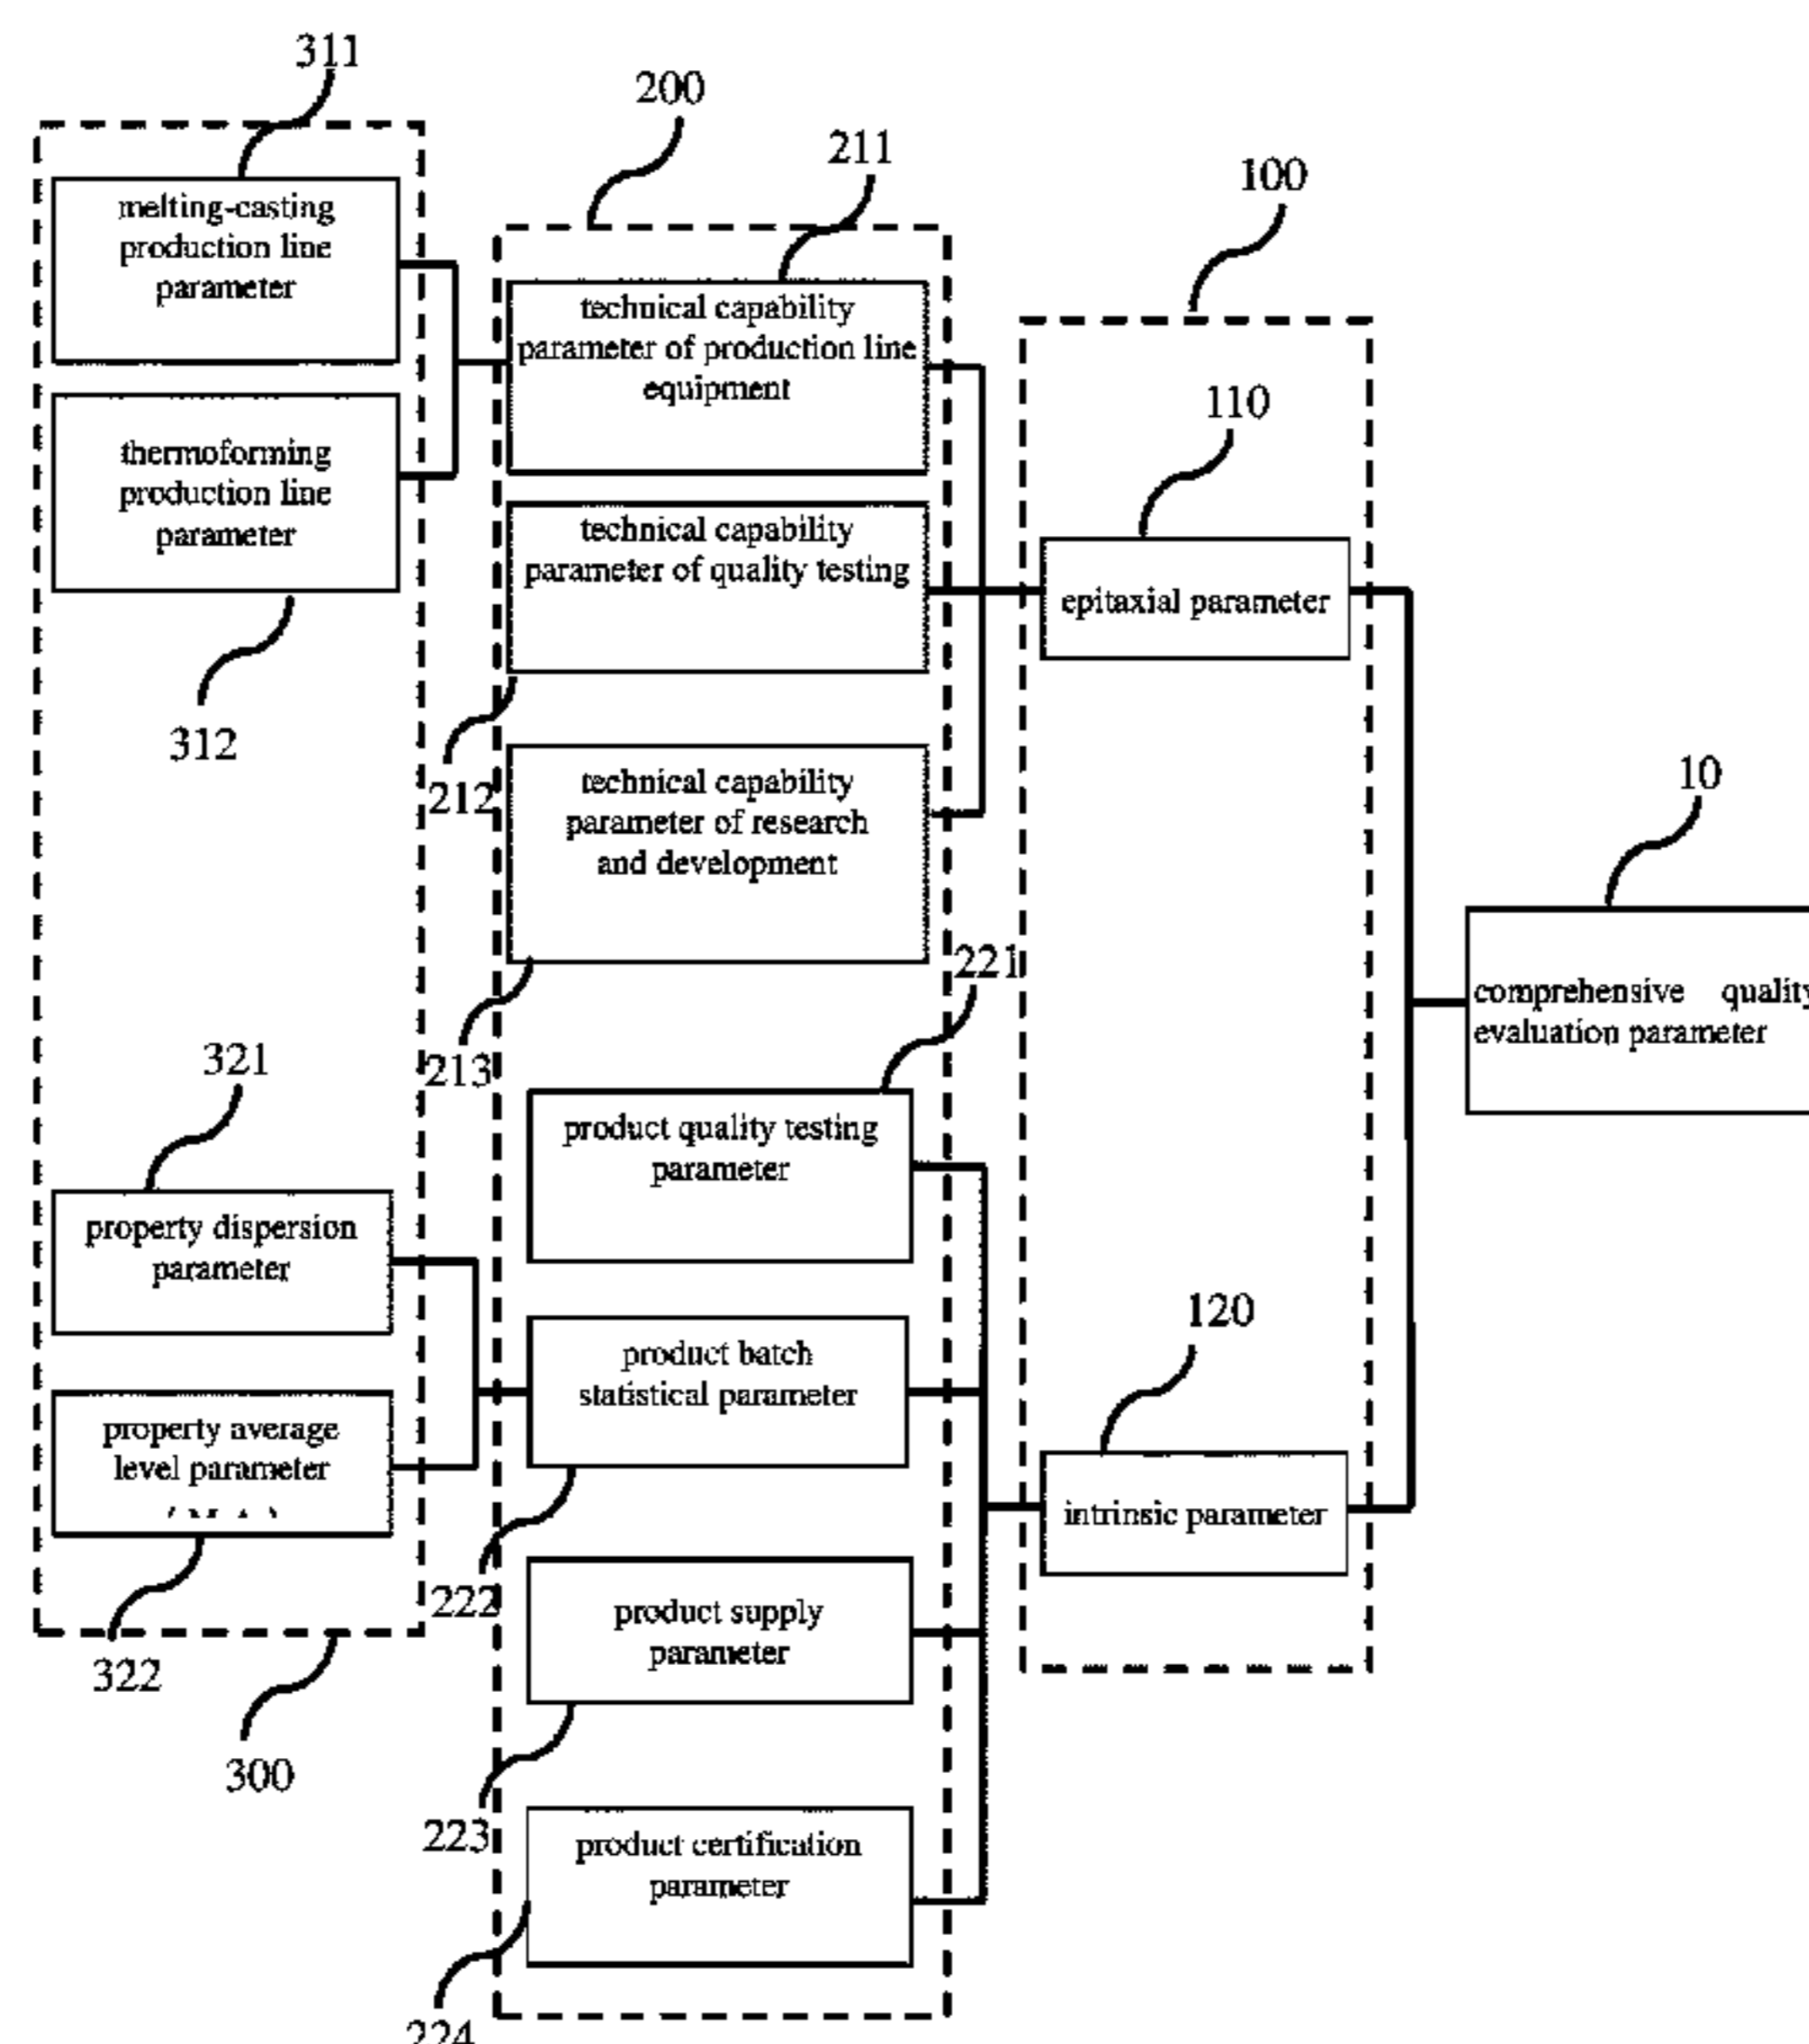 311
200
211
100
melting-casting
production line
parameter
technical capability
parameter of production line
equipment
110
thermoforming
production line
parameter
technical capability
parameter of quality testing
epitaxial parameter
312
212
technical capability
parameter of research
and development
10
221
comprehensive quality
evaluation parameter
213
321
product quality testing
parameter
property dispersion
parameter
120
product batch
statistical parameter
property average
level parameter
intrinsic parameter
222
product supply
parameter
322
300
223
product certification
parameter
224